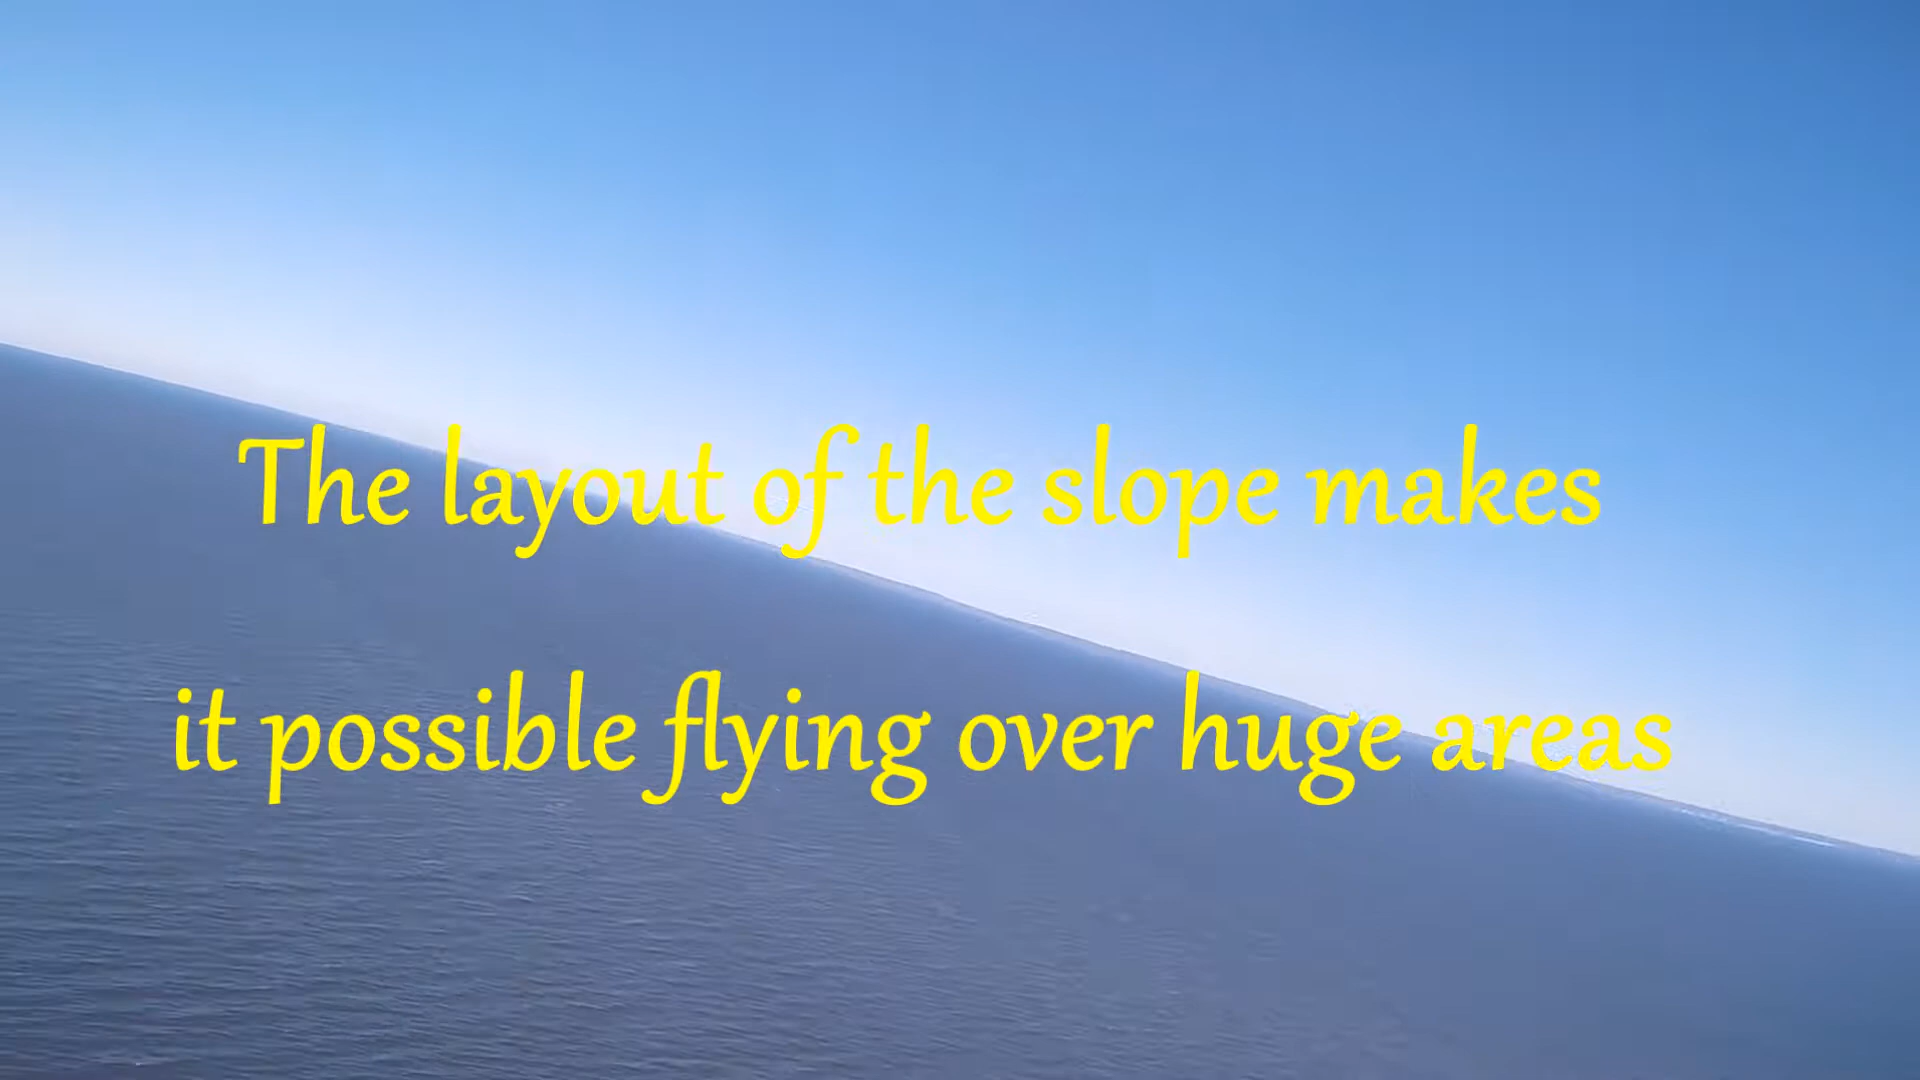 The layout of the slope makes
it possible flying over huge areas